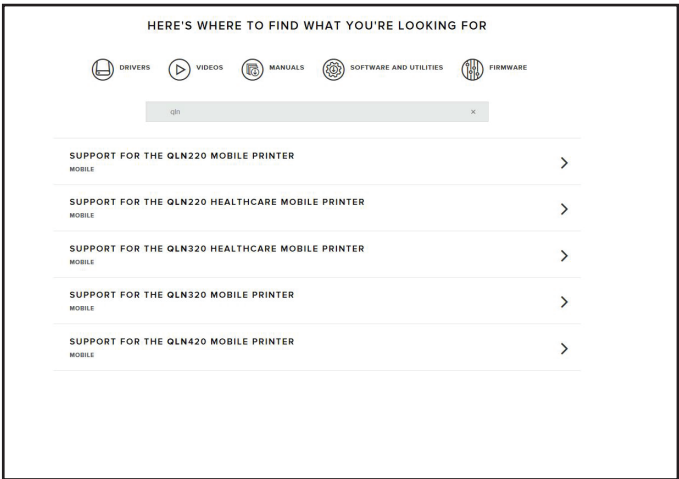 HERE'S WHERE TO FIND WHAT YOU'RE LOOKING FOR
DRIVERS VIDEOS MANUALS SOFTWARE AND UTILITIES FIRMWARE
qln ×
SUPPORT FOR THE QLN220 MOBILE PRINTER
MOBILE
SUPPORT FOR THE QLN220 HEALTHCARE MOBILE PRINTER
MOBILE
SUPPORT FOR THE QLN320 HEALTHCARE MOBILE PRINTER
MOBILE
SUPPORT FOR THE QLN320 MOBILE PRINTER
MOBILE
SUPPORT FOR THE QLN420 MOBILE PRINTER
MOBILE